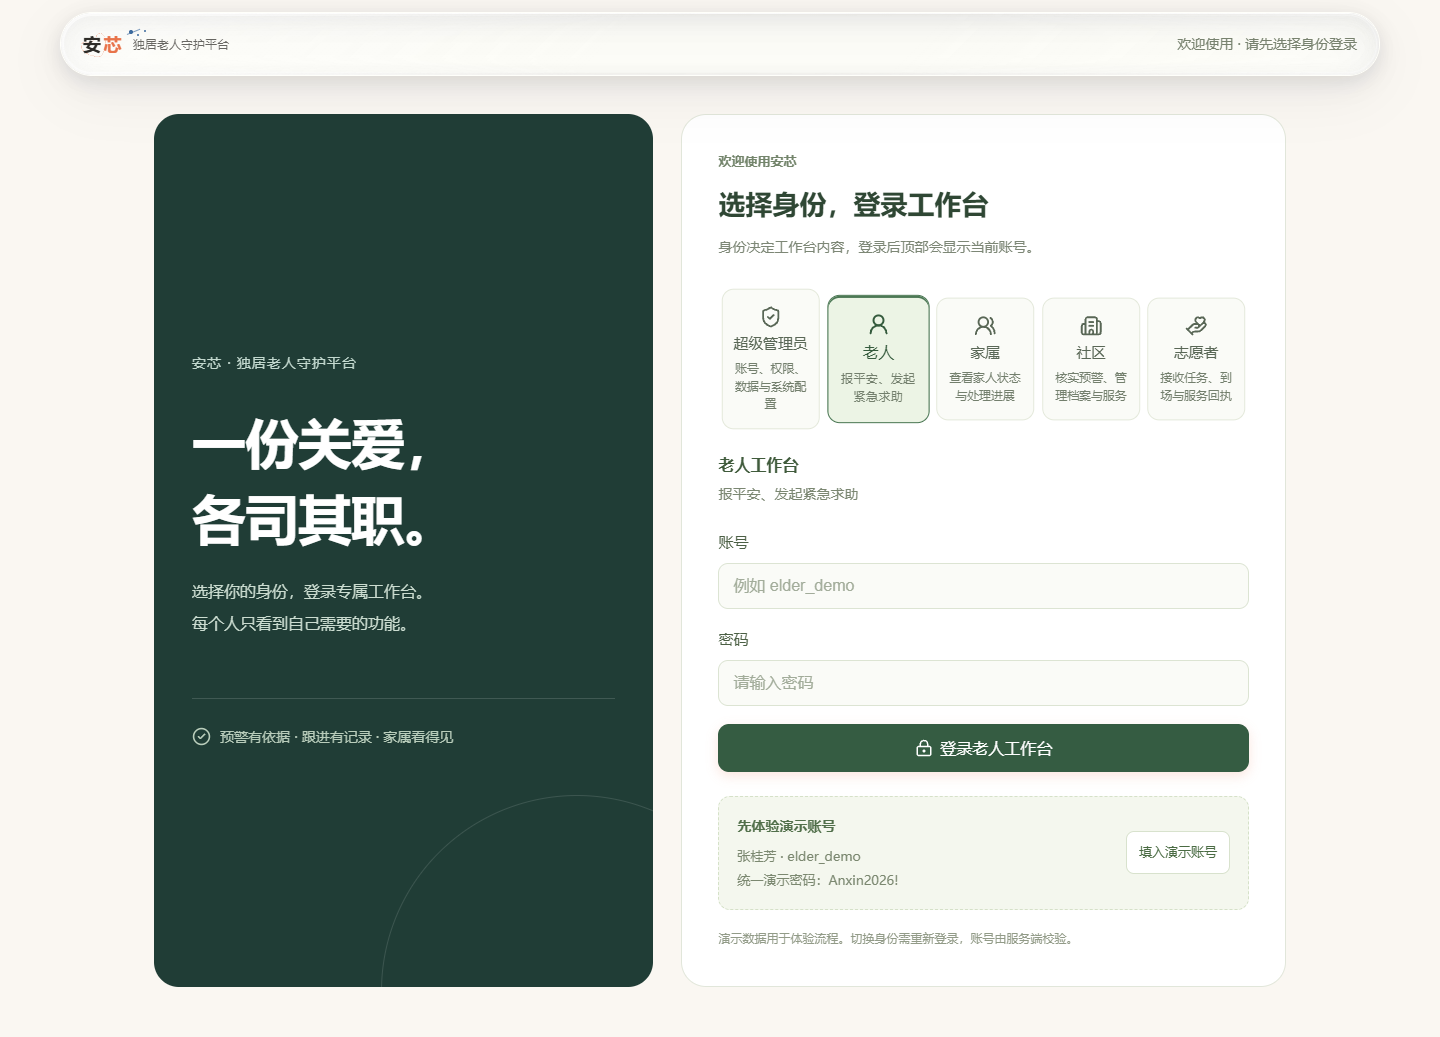 安芯 独居老人守护平台
欢迎使用 · 请先选择身份登录
安芯 · 独居老人守护平台
一份关爱，
各司其职。
选择你的身份，登录专属工作台。
每个人只看到自己需要的功能。
预警有依据 · 跟进有记录 · 家属看得见
欢迎使用安芯
选择身份，登录工作台
身份决定工作台内容，登录后顶部会显示当前账号。
超级管理员
账号、权限、
数据与系统配
置
老人
报平安、发起
紧急求助
家属
查看家人状态
与处理进展
社区
核实预警、管
理档案与服务
志愿者
接收任务、到
场与服务回执
老人工作台
报平安、发起紧急求助
账号
例如 elder_demo
密码
请输入密码
登录老人工作台
先体验演示账号
张桂芳 · elder_demo
统一演示密码：Anxin2026!
填入演示账号
演示数据用于体验流程。切换身份需重新登录，账号由服务端校验。